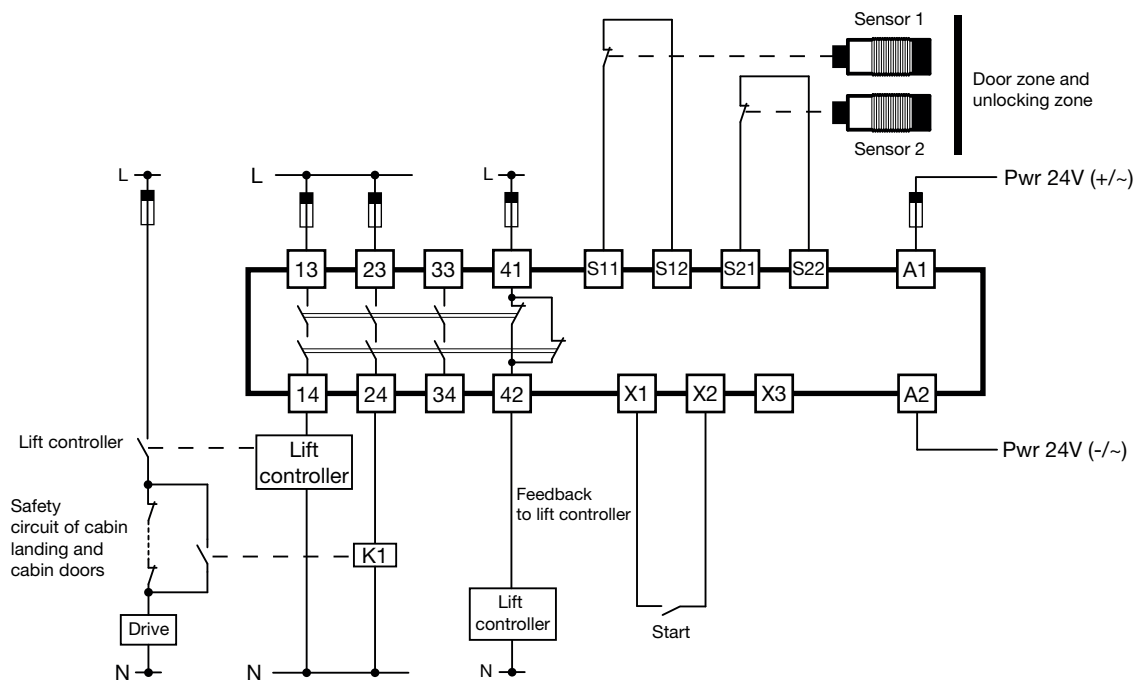 Sensor 1
Door zone and
unlocking zone
Sensor 2
L
L
L
Pwr 24V (+/~)
13
23
33
41
S11
S12
S21
S22
A1
14
24
34
42
X1
X2
X3
A2
Lift controller
Lift
controller
Pwr 24V (-/~)
Safety
circuit of cabin
landing and
cabin doors
Feedback
to lift controller
K1
Drive
Lift
controller
Start
N
N
N